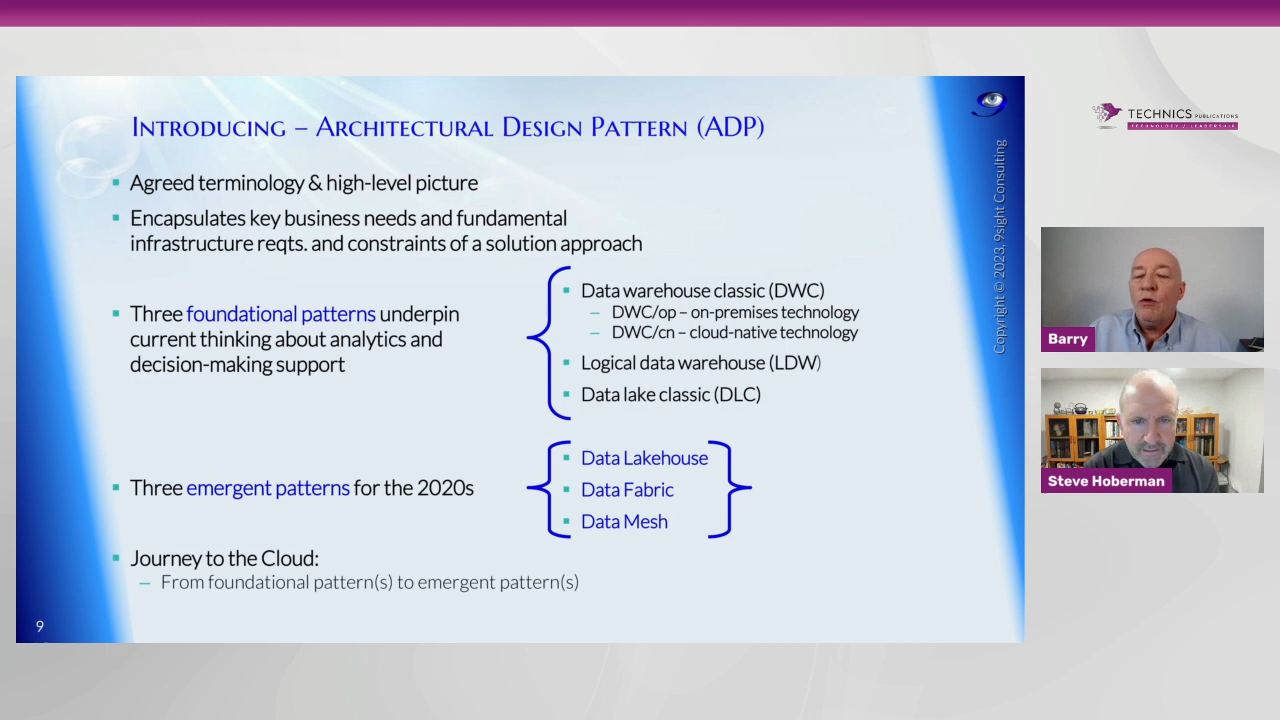 Introducing – Architectural Design Pattern (ADP)
Agreed terminology & high-level picture
Encapsulates key business needs and fundamental
infrastructure reqts. and constraints of a solution approach
Three foundational patterns underpin
current thinking about analytics and
decision-making support
Data warehouse classic (DWC)
– DWC/op – on-premises technology
– DWC/cn – cloud-native technology
Logical data warehouse (LDW)
Data lake classic (DLC)
Three emergent patterns for the 2020s
Data Lakehouse
Data Fabric
Data Mesh
Journey to the Cloud:
– From foundational pattern(s) to emergent pattern(s)
9
Copyright © 2023, 9sight Consulting
TECHNICS PUBLICATIONS
TECHNOLOGY / LEADERSHIP
Barry
Steve Hoberman